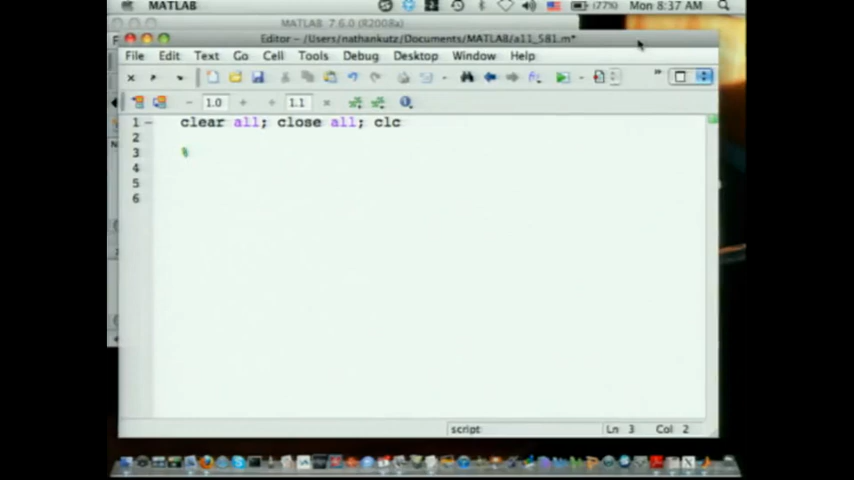 MATLAB (77%) Mon 8:37 AM
MATLAB 7.6.0 (R2008a)
Editor – /Users/nathankutz/Documents/MATLAB/a11_581.m*
File Edit Text Go Cell Tools Debug Desktop Window Help
1.0 1.1
1 clear all; close all; clc
2
3 %
4
5
6
script Ln 3 Col 2